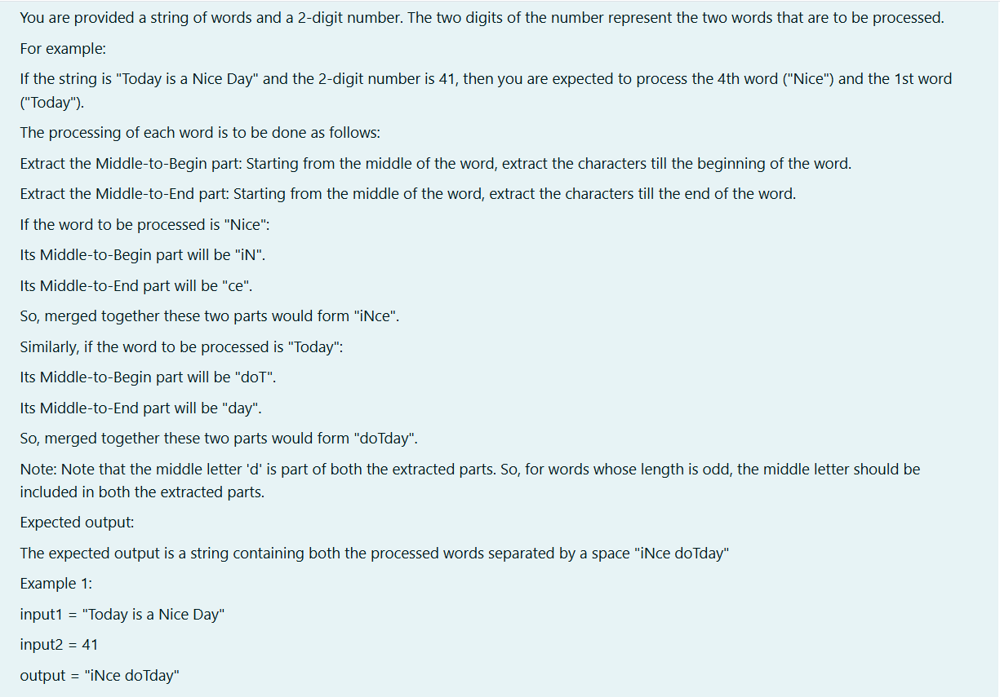 You are provided a string of words and a 2-digit number. The two digits of the number represent the two words that are to be processed.
For example:
If the string is "Today is a Nice Day" and the 2-digit number is 41, then you are expected to process the 4th word ("Nice") and the 1st word
("Today").
The processing of each word is to be done as follows:
Extract the Middle-to-Begin part: Starting from the middle of the word, extract the characters till the beginning of the word.
Extract the Middle-to-End part: Starting from the middle of the word, extract the characters till the end of the word.
If the word to be processed is "Nice":
Its Middle-to-Begin part will be "iN".
Its Middle-to-End part will be "ce".
So, merged together these two parts would form "iNce".
Similarly, if the word to be processed is "Today":
Its Middle-to-Begin part will be "doT".
Its Middle-to-End part will be "day".
So, merged together these two parts would form "doTday".
Note: Note that the middle letter 'd' is part of both the extracted parts. So, for words whose length is odd, the middle letter should be
included in both the extracted parts.
Expected output:
The expected output is a string containing both the processed words separated by a space "iNce doTday"
Example 1:
input1 = "Today is a Nice Day"
input2 = 41
output = "iNce doTday"